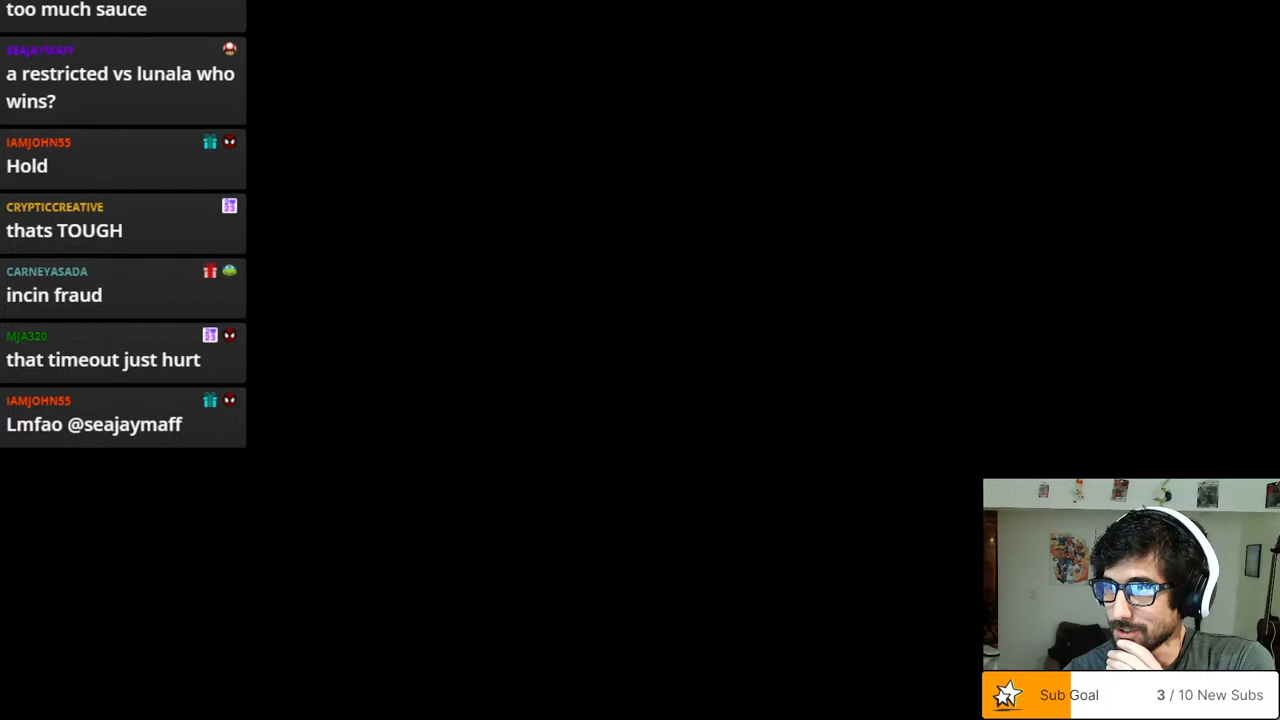 too much sauce
SEAJAYMAFF
a restricted vs lunala who
wins?
IAMJOHN55
Hold
CRYPTICCREATIVE
thats TOUGH
CARNEYASADA
incin fraud
MJA320
that timeout just hurt
IAMJOHN55
Lmfao @seajaymaff
Sub Goal 3 / 10 New Subs